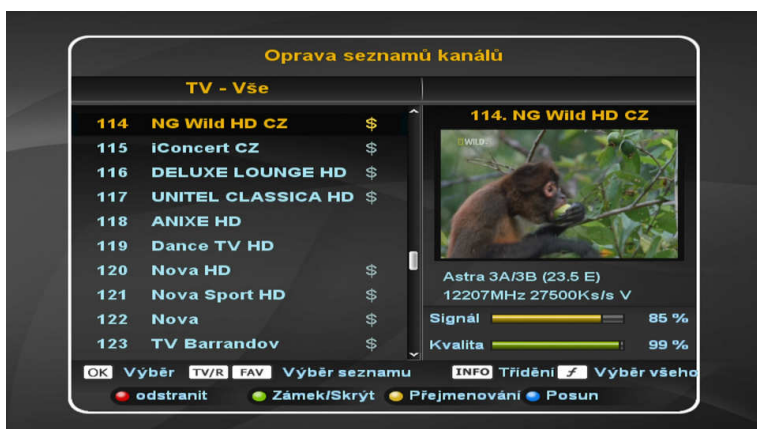 Oprava seznamů kanálů
TV - Vše
114 NG Wild HD CZ $
115 iConcert CZ $
116 DELUXE LOUNGE HD $
117 UNITEL CLASSICA HD $
118 ANIXE HD
119 Dance TV HD
120 Nova HD $
121 Nova Sport HD $
122 Nova $
123 TV Barrandov $
114. NG Wild HD CZ
WILD
Astra 3A/3B (23.5 E)
12207MHz 27500Ks/s V
Signál 85 %
Kvalita 99 %
OK Výběr TV/R FAV Výběr seznamu INFO Třídění f Výběr všeho
odstranit Zámek/Skrýt Přejmenování Posun